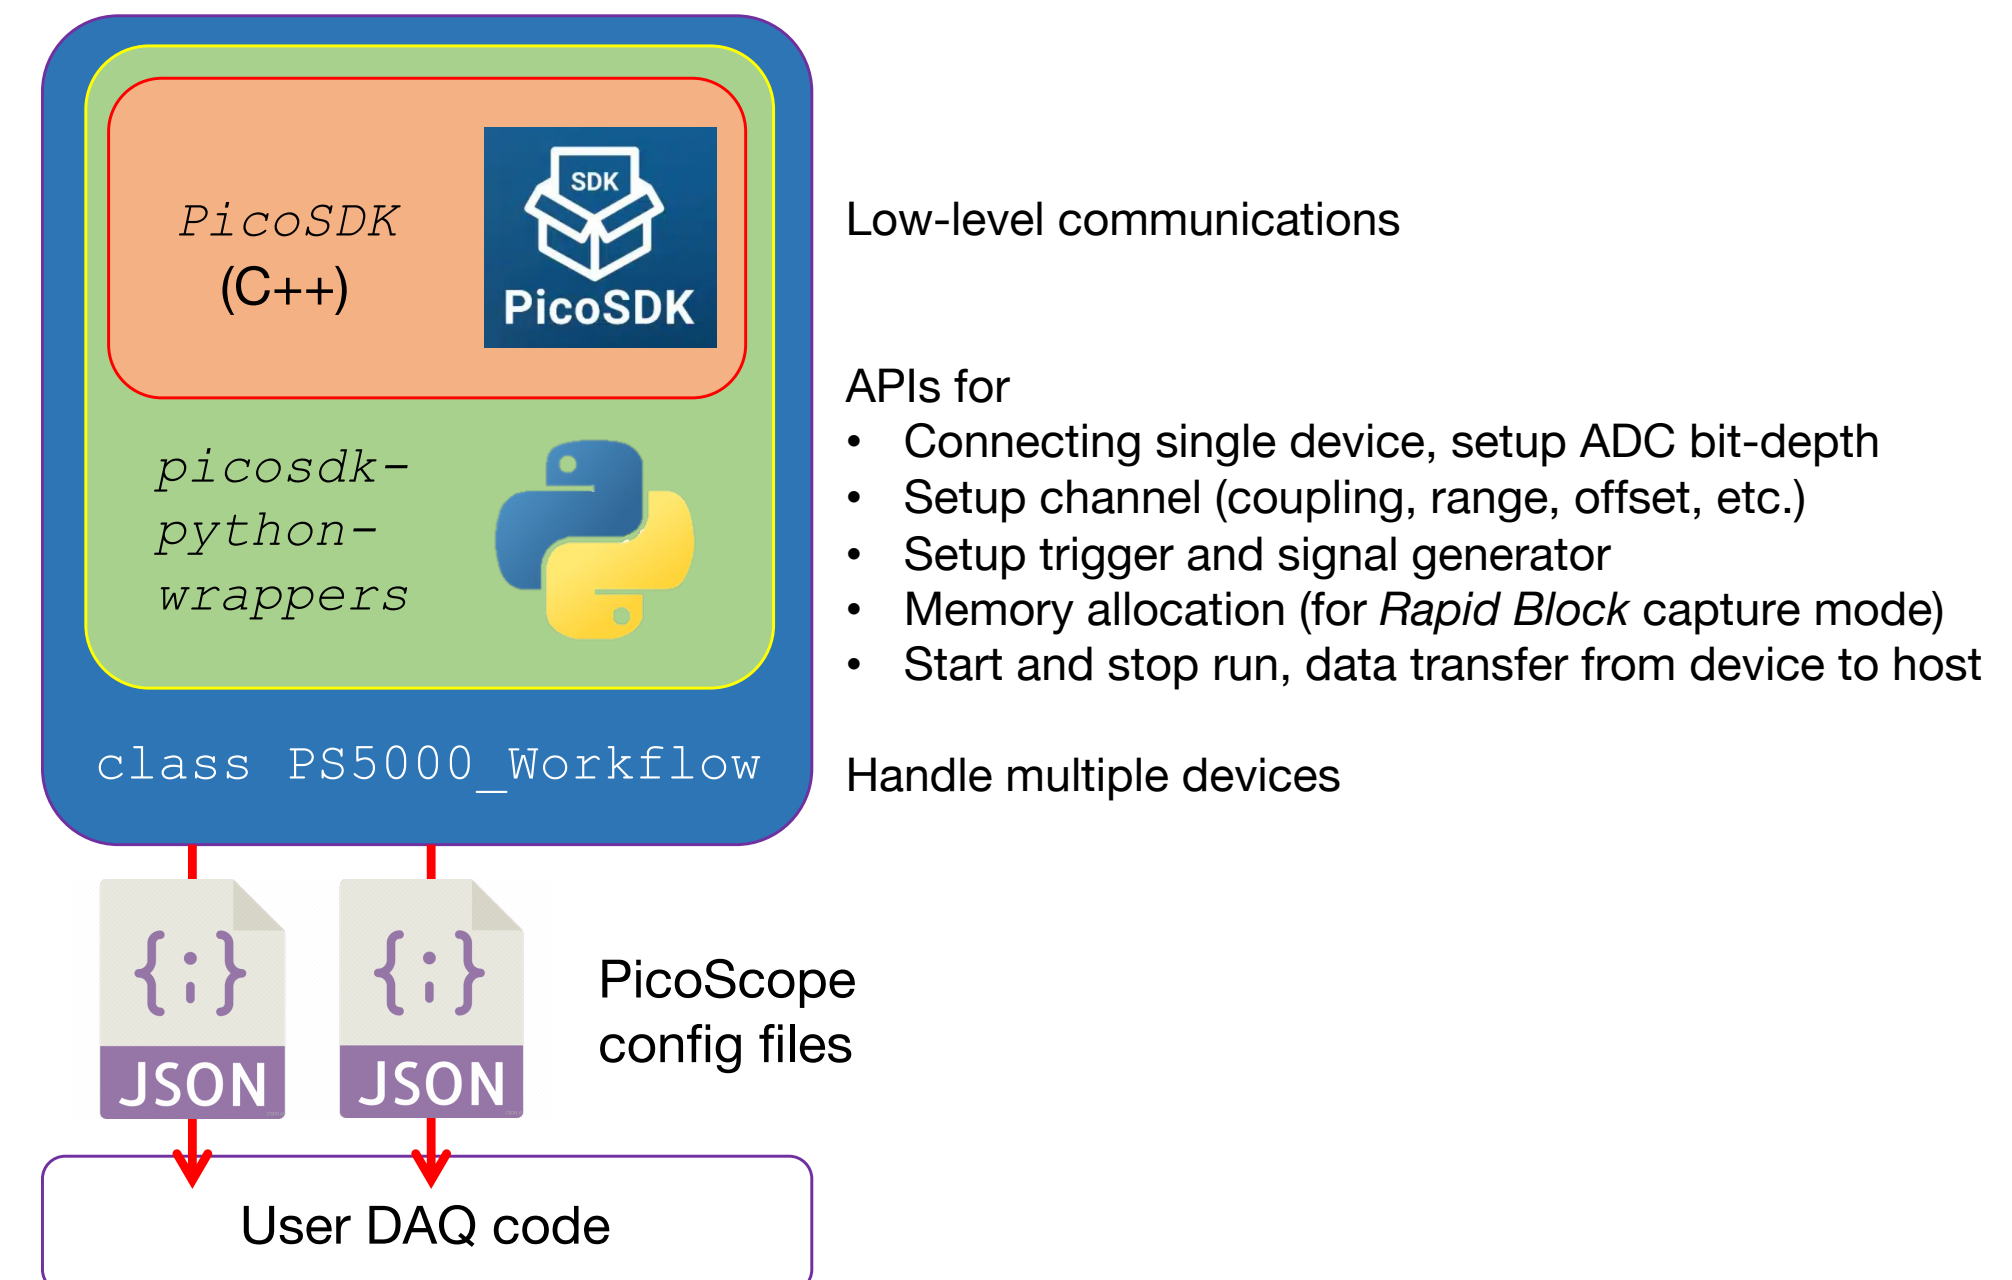 SDK
PicoSDK
(C++)
PicoSDK
Low-level communications
picosdk-
python-
wrappers
APIs for
• Connecting single device, setup ADC bit-depth
• Setup channel (coupling, range, offset, etc.)
• Setup trigger and signal generator
• Memory allocation (for Rapid Block capture mode)
• Start and stop run, data transfer from device to host
class PS5000_Workflow
Handle multiple devices
{;}
JSON
{;}
JSON
PicoScope
config files
User DAQ code